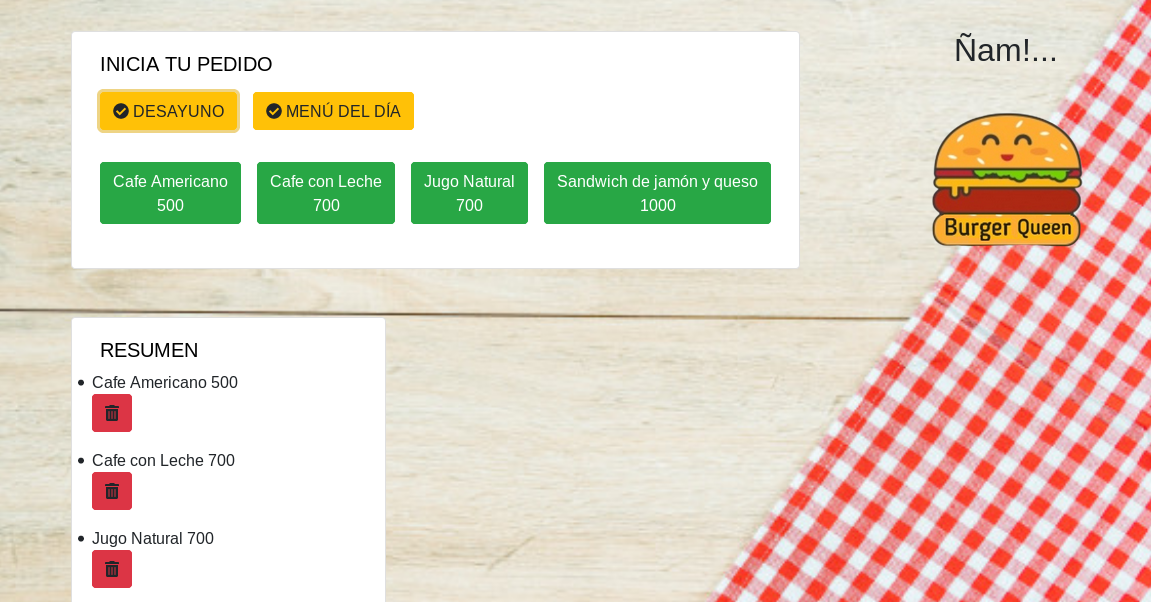 INICIA TU PEDIDO
DESAYUNO
MENÚ DEL DÍA
Cafe Americano
500
Cafe con Leche
700
Jugo Natural
700
Sandwich de jamón y queso
1000
Ñam!...
Burger Queen
RESUMEN
Cafe Americano 500
Cafe con Leche 700
Jugo Natural 700